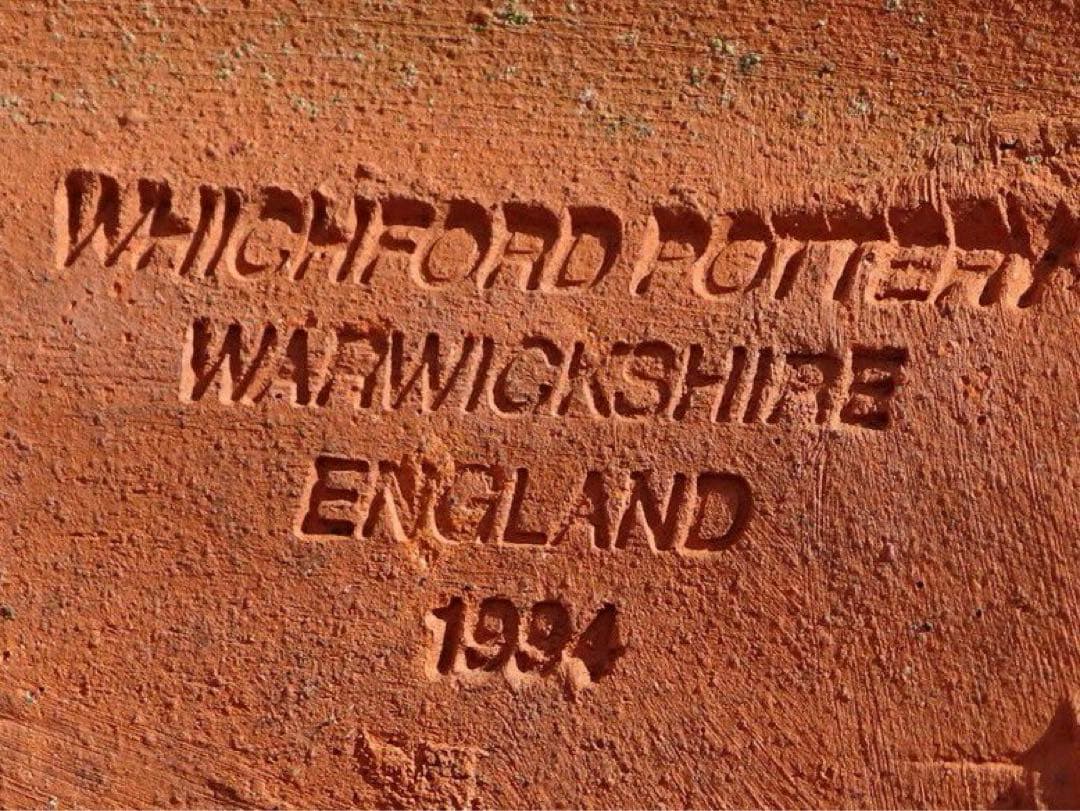 WHICHFORD POTTERY
WARWICKSHIRE
ENGLAND
1994